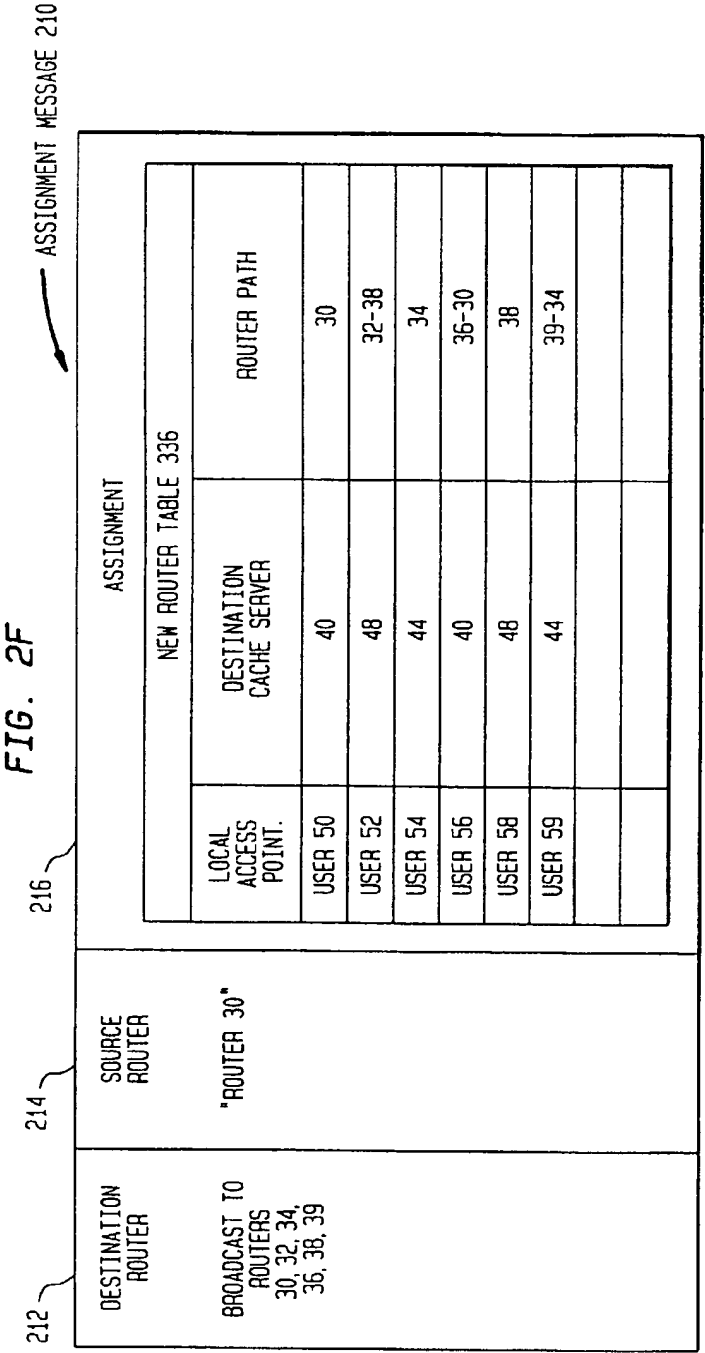 FIG. 2F
ASSIGNMENT MESSAGE 210
212
214
216
DESTINATION
ROUTER
SOURCE
ROUTER
ASSIGNMENT
BROADCAST TO
ROUTERS
30, 32, 34,
36, 38, 39
"ROUTER 30"
NEW ROUTER TABLE 336
LOCAL
ACCESS
POINT.
DESTINATION
CACHE SERVER
ROUTER PATH
USER 50 40 30
USER 52 48 32-38
USER 54 44 34
USER 56 40 36-30
USER 58 48 38
USER 59 44 39-34